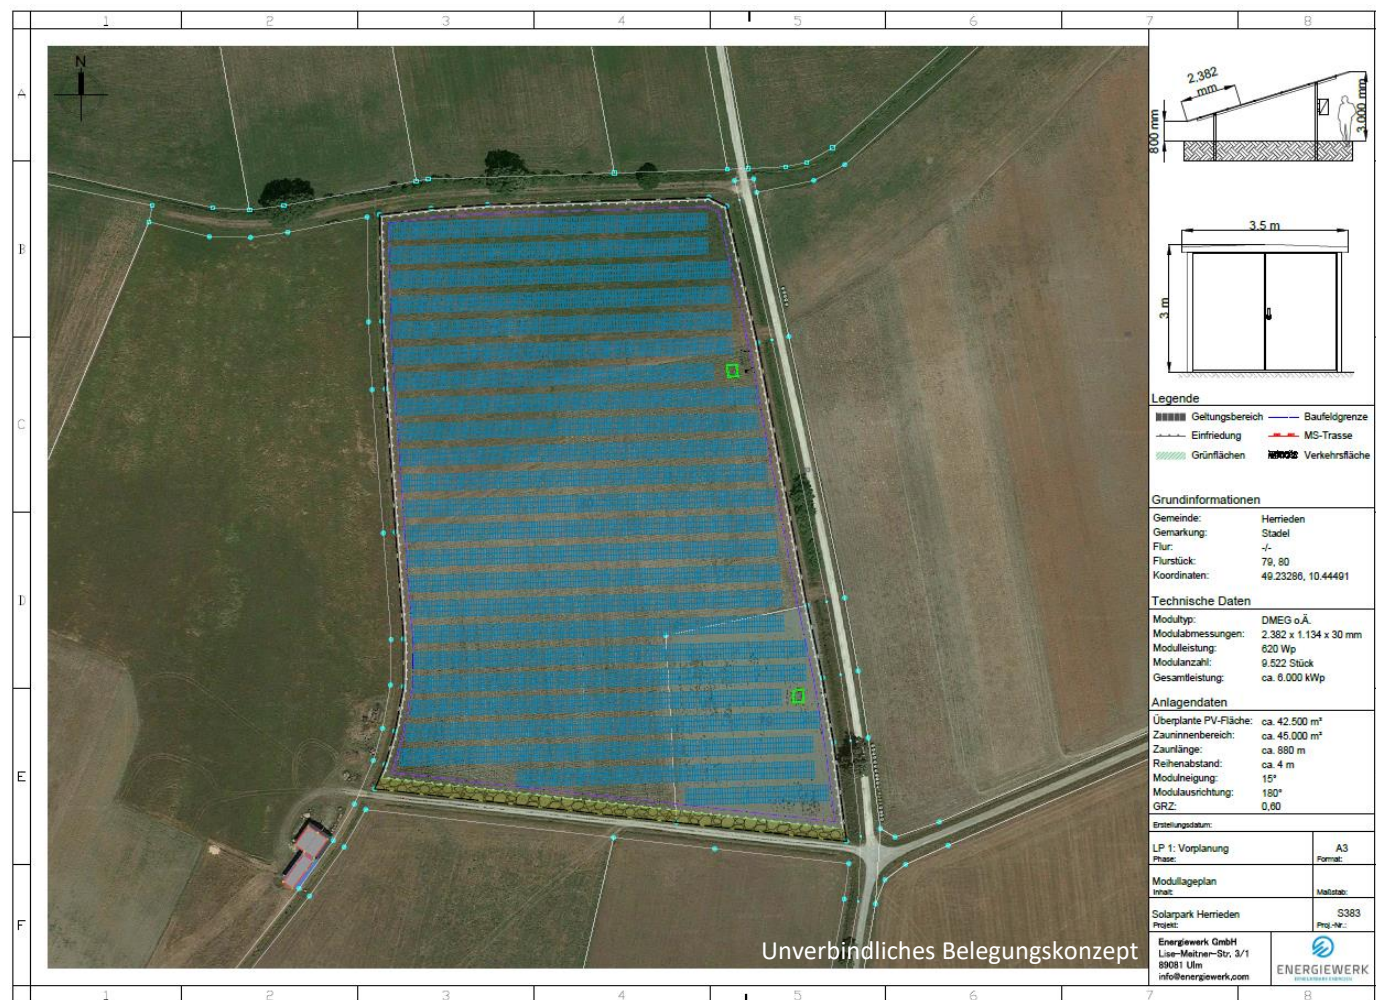 1 2 3 4 5 6 7 8
A
B
C
D
E
F
N
2.382
mm
800 mm
3.000 mm
3.5 m
3 m
Legende
Geltungsbereich Baufeldgrenze
Einfriedung MS-Trasse
Grünflächen Verkehrsfläche
Grundinformationen
Gemeinde: Herrieden
Gemarkung: Stadel
Flur: -/-
Flurstück: 79, 80
Koordinaten: 49.23286, 10.44491
Technische Daten
Modultyp: DMEG o.Ä.
Modulabmessungen: 2.382 x 1.134 x 30 mm
Modulleistung: 620 Wp
Modulanzahl: 9.522 Stück
Gesamtleistung: ca. 6.000 kWp
Anlagendaten
Überplante PV-Fläche: ca. 42.500 m²
Zauninnenbereich: ca. 45.000 m²
Zaunlänge: ca. 880 m
Reihenabstand: ca. 4 m
Modulneigung: 15°
Modulausrichtung: 180°
GRZ: 0,60
Erstellungsdatum:
LP 1: Vorplanung A3
Phase: Format:
Modullageplan
Inhalt: Maßstab:
Solarpark Herrieden S383
Projekt: Proj.-Nr.:
Energiewerk GmbH
Lise-Meitner-Str. 3/1
89081 Ulm
info@energiewerk.com
ENERGIEWERK
Unverbindliches Belegungskonzept
1 2 3 4 5 6 7 8